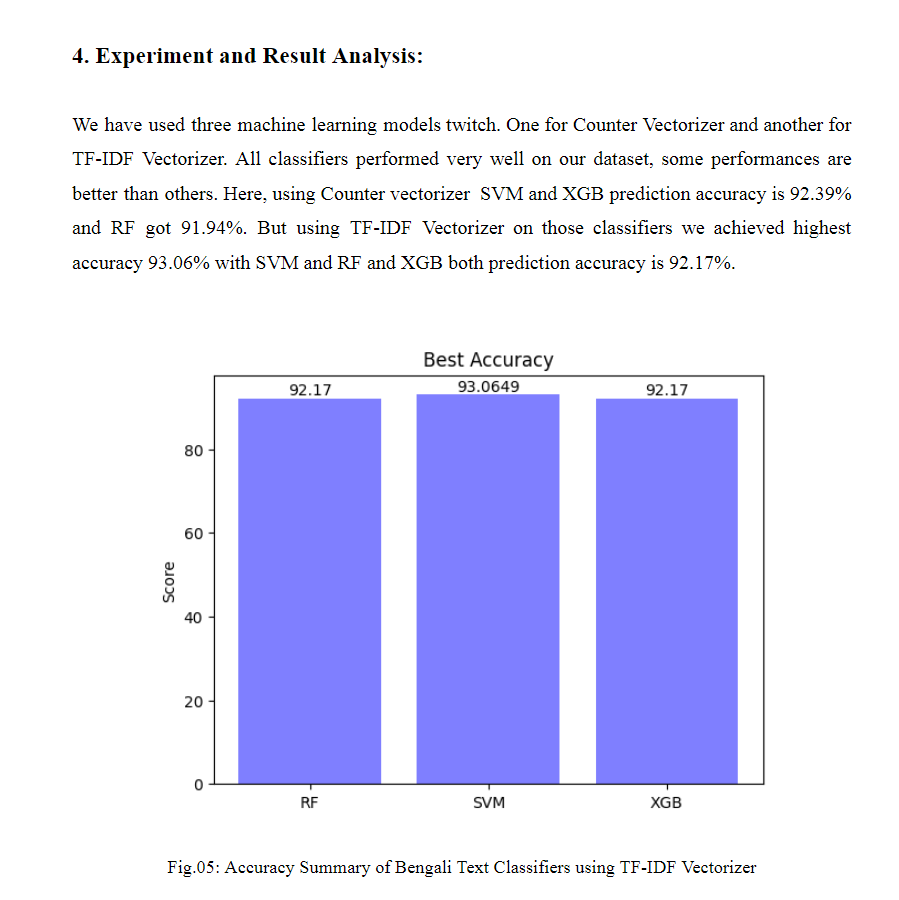 4. Experiment and Result Analysis:
We have used three machine learning models twitch. One for Counter Vectorizer and another for
TF-IDF Vectorizer. All classifiers performed very well on our dataset, some performances are
better than others. Here, using Counter vectorizer SVM and XGB prediction accuracy is 92.39%
and RF got 91.94%. But using TF-IDF Vectorizer on those classifiers we achieved highest
accuracy 93.06% with SVM and RF and XGB both prediction accuracy is 92.17%.
Best Accuracy
92.17 93.0649 92.17
80
60
Score
40
20
0
RF SVM XGB
Fig.05: Accuracy Summary of Bengali Text Classifiers using TF-IDF Vectorizer